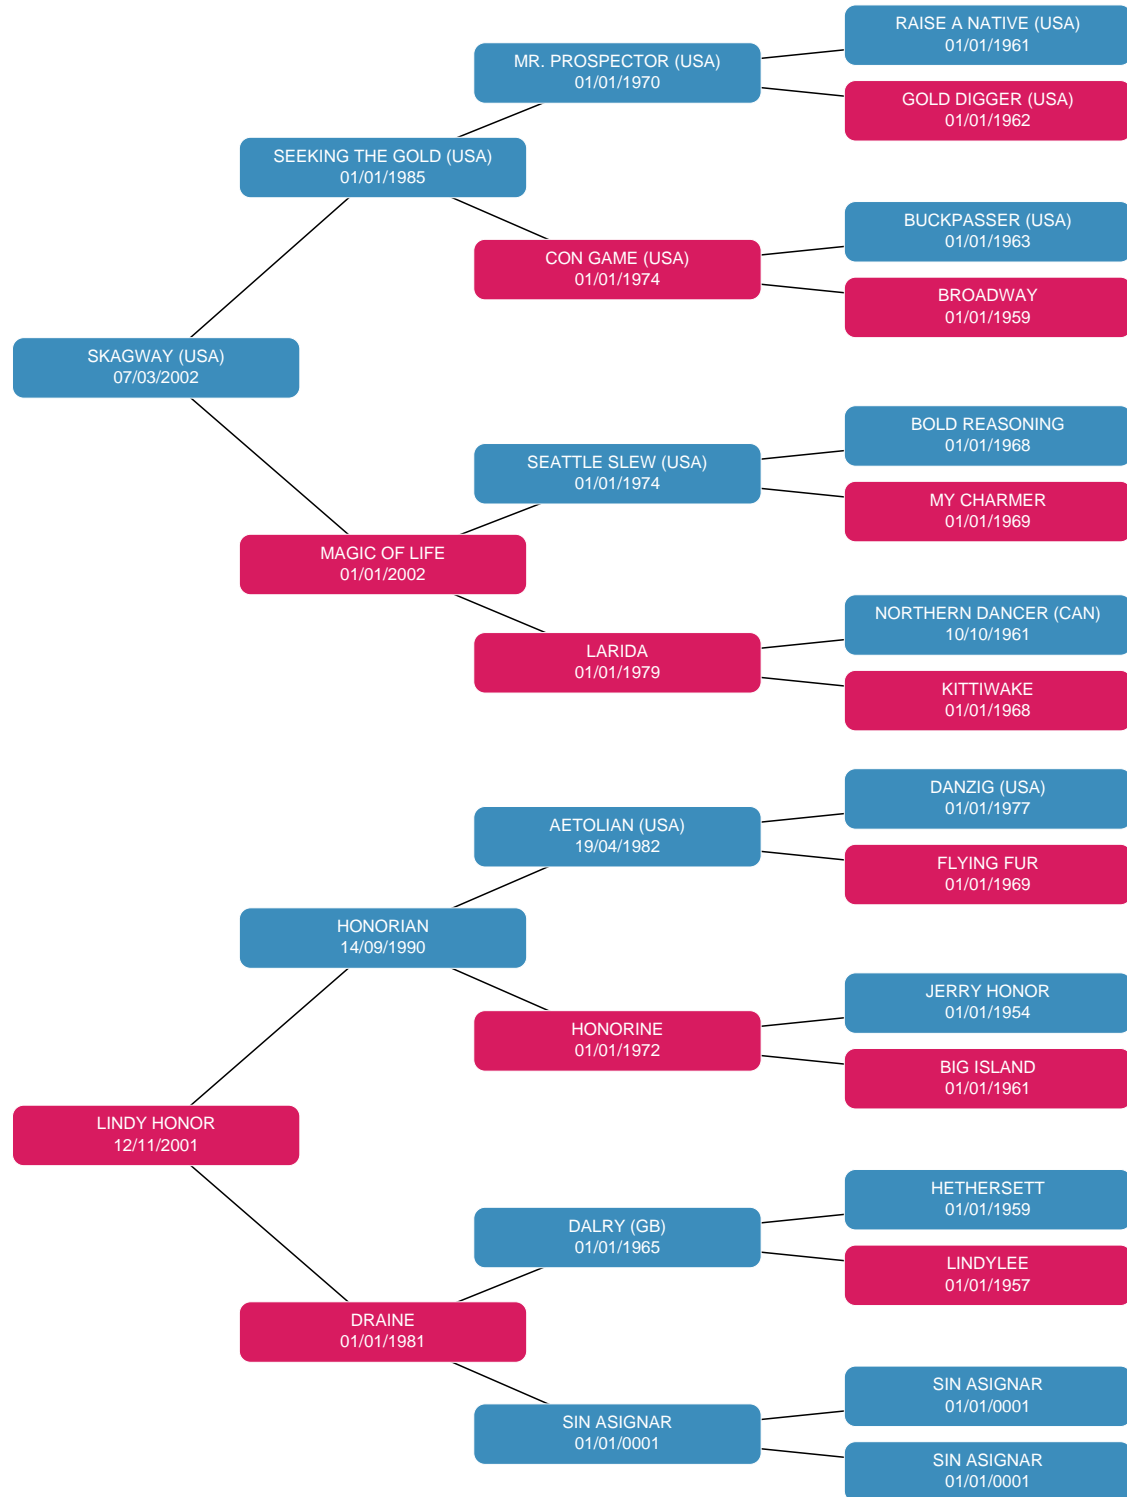 RAISE A NATIVE (USA)
01/01/1961
MR. PROSPECTOR (USA)
01/01/1970
GOLD DIGGER (USA)
01/01/1962
SEEKING THE GOLD (USA)
01/01/1985
BUCKPASSER (USA)
01/01/1963
CON GAME (USA)
01/01/1974
BROADWAY
01/01/1959
SKAGWAY (USA)
07/03/2002
BOLD REASONING
01/01/1968
SEATTLE SLEW (USA)
01/01/1974
MY CHARMER
01/01/1969
MAGIC OF LIFE
01/01/2002
NORTHERN DANCER (CAN)
10/10/1961
LARIDA
01/01/1979
KITTIWAKE
01/01/1968
DANZIG (USA)
01/01/1977
AETOLIAN (USA)
19/04/1982
FLYING FUR
01/01/1969
HONORIAN
14/09/1990
JERRY HONOR
01/01/1954
HONORINE
01/01/1972
BIG ISLAND
01/01/1961
LINDY HONOR
12/11/2001
HETHERSETT
01/01/1959
DALRY (GB)
01/01/1965
LINDYLEE
01/01/1957
DRAINE
01/01/1981
SIN ASIGNAR
01/01/0001
SIN ASIGNAR
01/01/0001
SIN ASIGNAR
01/01/0001